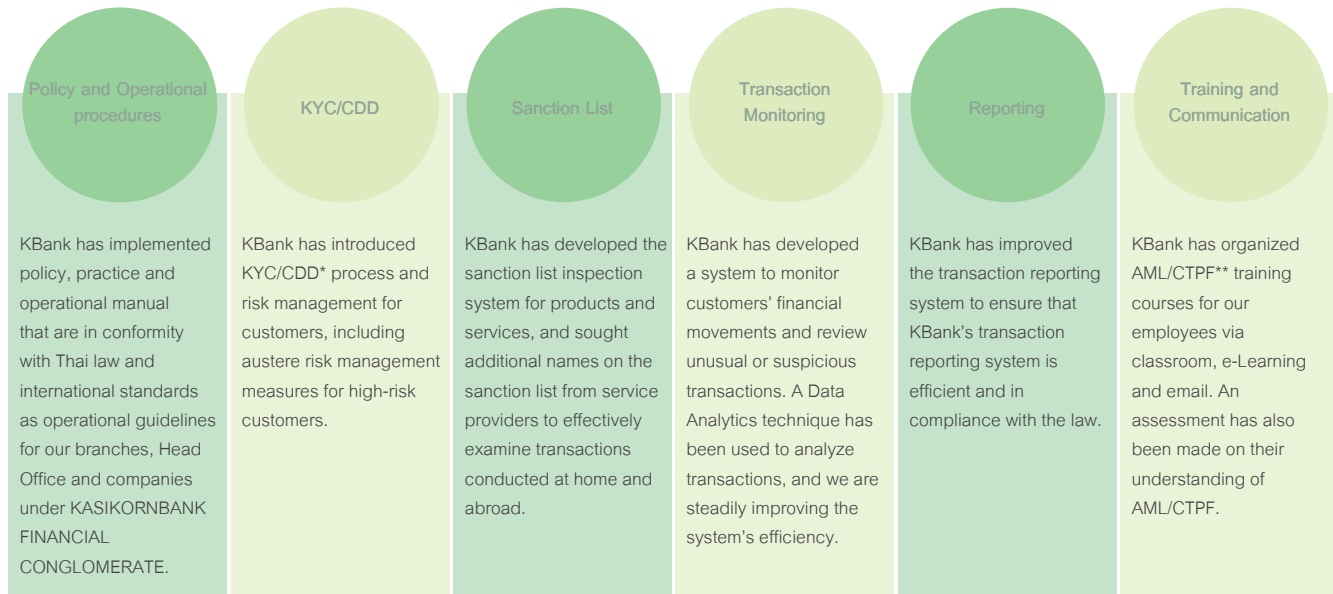 Policy and Operational
procedures
KBank has implemented
policy, practice and
operational manual
that are in conformity
with Thai law and
international standards
as operational guidelines
for our branches, Head
Office and companies
under KASIKORNBANK
FINANCIAL
CONGLOMERATE.
KYC/CDD
KBank has introduced
KYC/CDD* process and
risk management for
customers, including
austere risk management
measures for high-risk
customers.
Sanction List
KBank has developed the
sanction list inspection
system for products and
services, and sought
additional names on the
sanction list from service
providers to effectively
examine transactions
conducted at home and
abroad.
Transaction
Monitoring
KBank has developed
a system to monitor
customers’ financial
movements and review
unusual or suspicious
transactions. A Data
Analytics technique has
been used to analyze
transactions, and we are
steadily improving the
system’s efficiency.
Reporting
KBank has improved
the transaction reporting
system to ensure that
KBank’s transaction
reporting system is
efficient and in
compliance with the law.
Training and
Communication
KBank has organized
AML/CTPF** training
courses for our
employees via
classroom, e-Learning
and email. An
assessment has also
been made on their
understanding of
AML/CTPF.